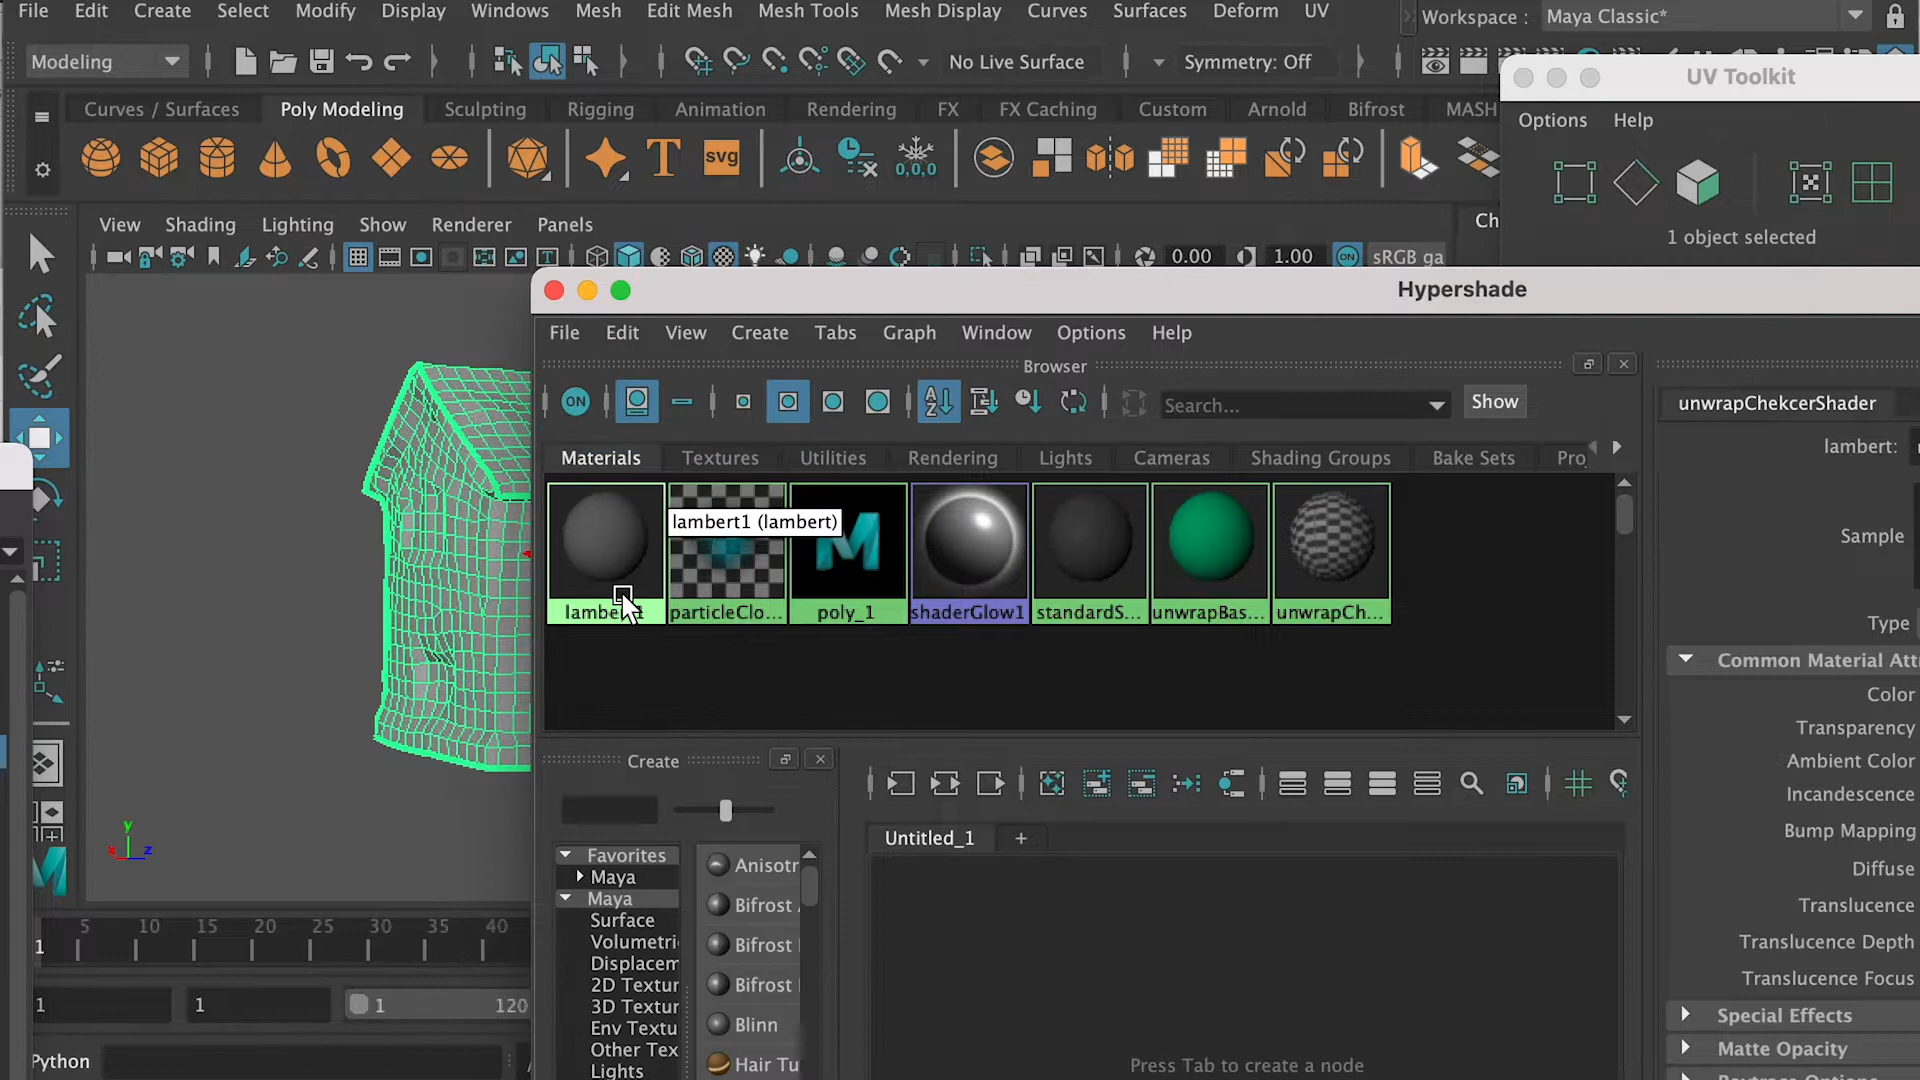 File Edit Create Select Modify Display Windows Mesh Edit Mesh Mesh Tools Mesh Display Curves Surfaces Deform UV
Workspace : Maya Classic*
Modeling
No Live Surface
Symmetry: Off
UV Toolkit
Curves / Surfaces Poly Modeling Sculpting Rigging Animation Rendering FX FX Caching Custom Arnold Bifrost MASH
Options Help
T
svg
0,0,0
View Shading Lighting Show Renderer Panels
Ch
1 object selected
0.00
1.00
ON
sRGB ga
Hypershade
File Edit View Create Tabs Graph Window Options Help
Browser
ON
Search...
Show
unwrapChekcerShader
lambert:
Materials Textures Utilities Rendering Lights Cameras Shading Groups Bake Sets Pro
lambert1 (lambert)
particleClo...
poly_1
shaderGlow1
standardS...
unwrapBas...
unwrapCh...
Sample
Type
Common Material Att
Color
Transparency
Ambient Color
Incandescence
Bump Mapping
Diffuse
Translucence
Translucence Depth
Translucence Focus
Special Effects
Matte Opacity
Create
Untitled_1 +
Favorites
Maya
Maya
Surface
Volumetri
Displacem
2D Textur
3D Textur
Env Textu
Other Tex
Lights
Anisotr
Bifrost
Bifrost
Bifrost
Blinn
Hair Tu
Press Tab to create a node
y
x
z
5 10 15 20 25 30 35 40
1
1
1
1
120
Python